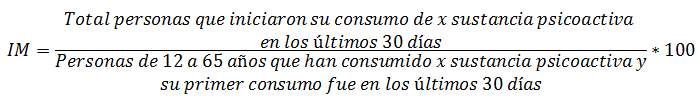 Total personas que iniciaron su consumo de x sustancia psicoactiva
en los últimos 30 días
IM = * 100
Personas de 12 a 65 años que han consumido x sustancia psicoactiva y
su primer consumo fue en los últimos 30 días